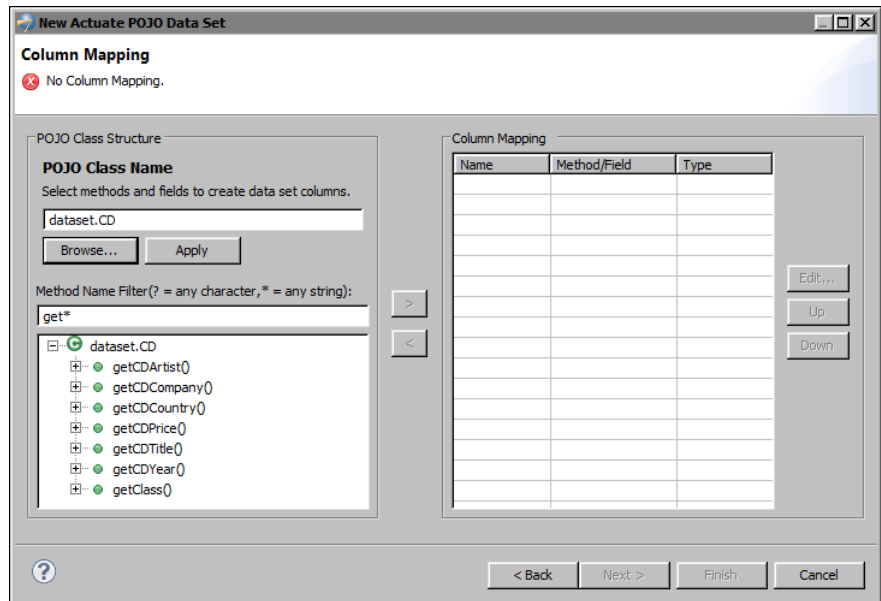 New Actuate POJO Data Set
Column Mapping
No Column Mapping.
POJO Class Structure
POJO Class Name
Select methods and fields to create data set columns.
dataset.CD
Browse...
Apply
Method Name Filter(? = any character,* = any string):
get*
dataset.CD
getCDArtist()
getCDCompany()
getCDCountry()
getCDPrice()
getCDTitle()
getCDYear()
getClass()
>
<
Column Mapping
Name Method/Field Type
Edit...
Up
Down
?
< Back
Next >
Finish
Cancel